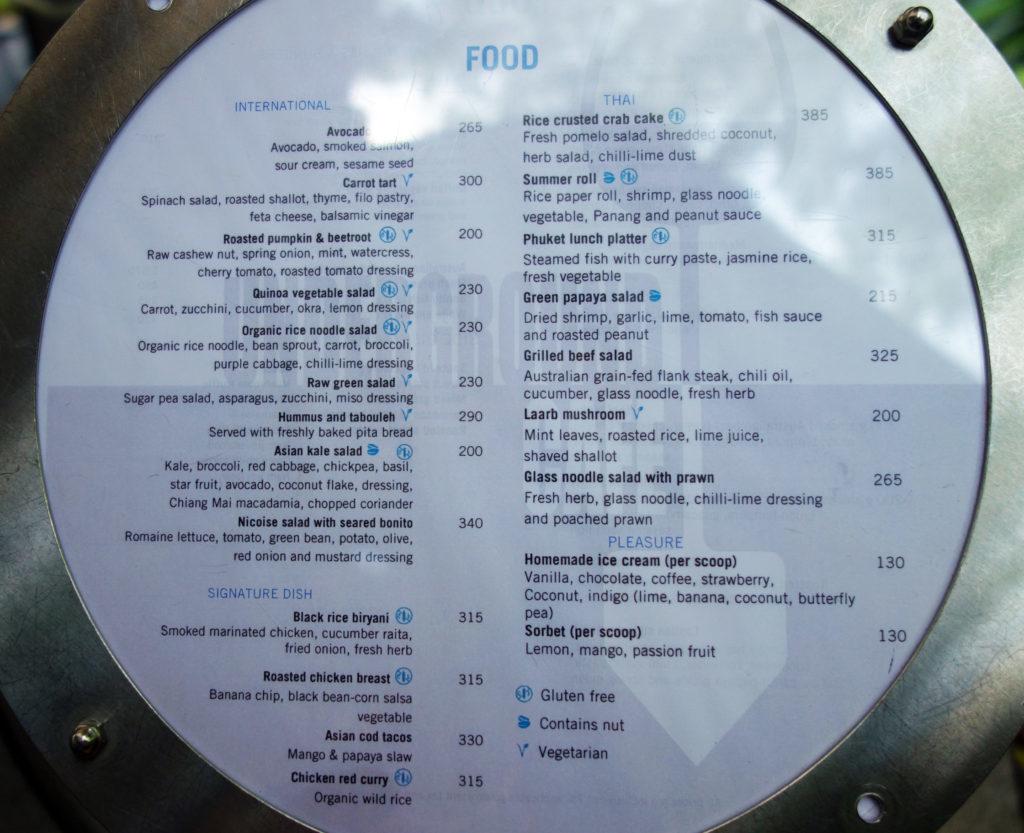 FOOD
INTERNATIONAL
265
Avocado, smoked salmon,
sour cream, sesame seed
Carrot tart 300
Spinach salad, roasted shallot, thyme, filo pastry,
feta cheese, balsamic vinegar
Roasted pumpkin & beetroot 200
Raw cashew nut, spring onion, mint, watercress,
cherry tomato, roasted tomato dressing
Quinoa vegetable salad 230
Carrot, zucchini, cucumber, okra, lemon dressing
Organic rice noodle salad 230
Organic rice noodle, bean sprout, carrot, broccoli,
purple cabbage, chilli-lime dressing
Raw green salad 230
Sugar pea salad, asparagus, zucchini, miso dressing
Hummus and tabouleh 290
Served with freshly baked pita bread
Asian kale salad 200
Kale, broccoli, red cabbage, chickpea, basil,
star fruit, avocado, coconut flake, dressing,
Chiang Mai macadamia, chopped coriander
Nicoise salad with seared bonito 340
Romaine lettuce, tomato, green bean, potato, olive,
red onion and mustard dressing
SIGNATURE DISH
Black rice biryani 315
Smoked marinated chicken, cucumber raita,
fried onion, fresh herb
Roasted chicken breast 315
Banana chip, black bean-corn salsa
vegetable
Asian cod tacos 330
Mango & papaya slaw
Chicken red curry 315
Organic wild rice
THAI
Rice crusted crab cake 385
Fresh pomelo salad, shredded coconut,
herb salad, chilli-lime dust
Summer roll 385
Rice paper roll, shrimp, glass noodle
vegetable, Panang and peanut sauce
Phuket lunch platter 315
Steamed fish with curry paste, jasmine rice,
fresh vegetable
Green papaya salad 215
Dried shrimp, garlic, lime, tomato, fish sauce
and roasted peanut
Grilled beef salad 325
Australian grain-fed flank steak, chili oil,
cucumber, glass noodle, fresh herb
Laarb mushroom 200
Mint leaves, roasted rice, lime juice,
shaved shallot
Glass noodle salad with prawn 265
Fresh herb, glass noodle, chilli-lime dressing
and poached prawn
PLEASURE
Homemade ice cream (per scoop) 130
Vanilla, chocolate, coffee, strawberry,
Coconut, indigo (lime, banana, coconut, butterfly
pea)
Sorbet (per scoop) 130
Lemon, mango, passion fruit
Gluten free
Contains nut
Vegetarian